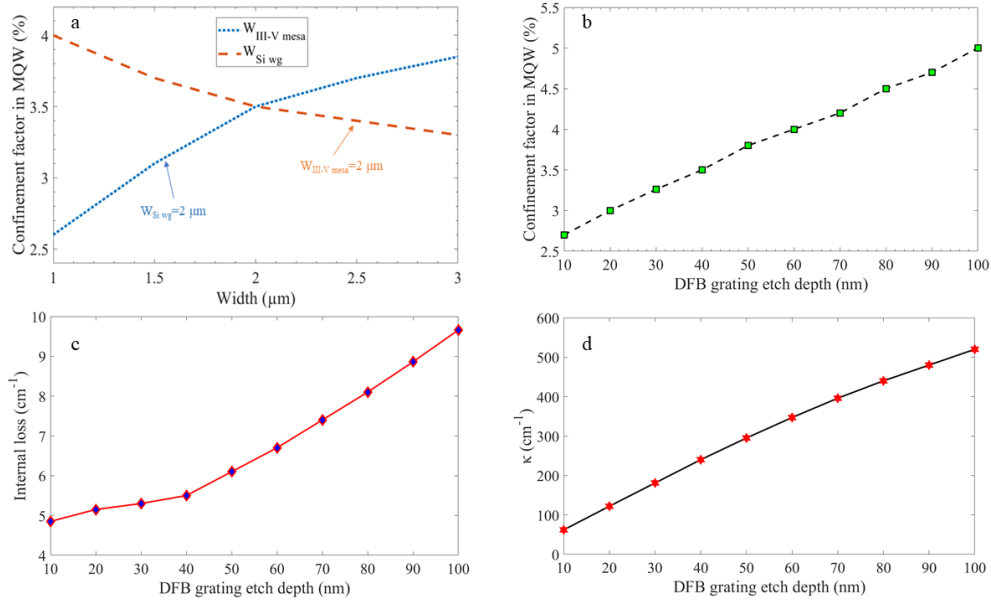 a
Confinement factor in MQW (%)
4
3.5
3
2.5
W III-V mesa
W Si wg
W III-V mesa=2 µm
W Si wg=2 µm
1
1.5
2
2.5
3
Width (µm)
b
Confinement factor in MQW (%)
5.5
5
4.5
4
3.5
3
2.5
10 20 30 40 50 60 70 80 90 100
DFB grating etch depth (nm)
c
Internal loss (cm-1)
10
9
8
7
6
5
4
10 20 30 40 50 60 70 80 90 100
DFB grating etch depth (nm)
d
κ (cm-1)
600
500
400
300
200
100
0
10 20 30 40 50 60 70 80 90 100
DFB grating etch depth (nm)